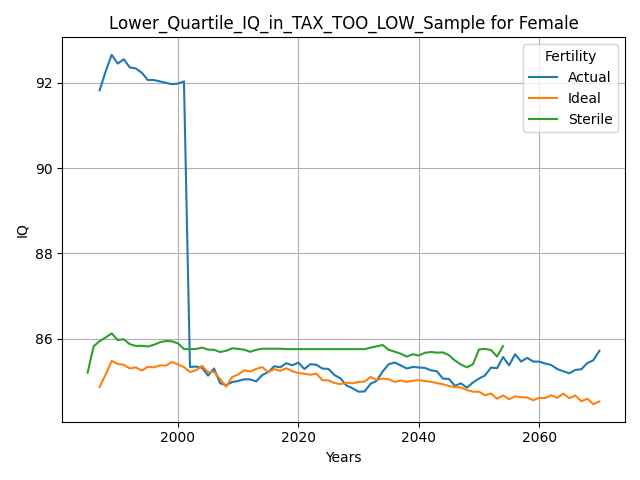 Lower_Quartile_IQ_in_TAX_TOO_LOW_Sample for Female
Fertility
Actual
Ideal
Sterile
IQ
92
90
88
86
2000
2020
2040
2060
Years